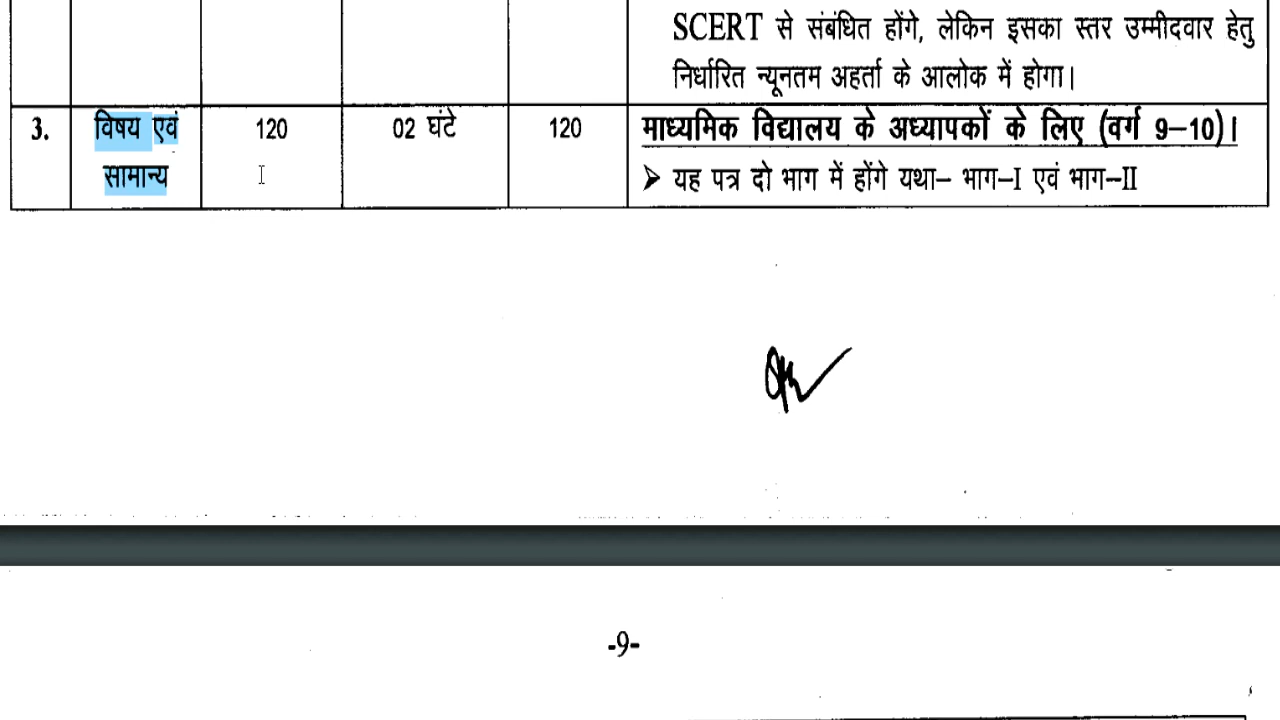 SCERT से संबंधित होंगे, लेकिन इसका स्तर उम्मीदवार हेतु
निर्धारित न्यूनतम अहर्ता के आलोक में होगा।
3. विषय एवं 120 02 घंटे 120 माध्यमिक विद्यालय के अध्यापकों के लिए (वर्ग 9–10)।
सामान्य ➢ यह पत्र दो भाग में होंगे यथा– भाग–I एवं भाग–II
-9-